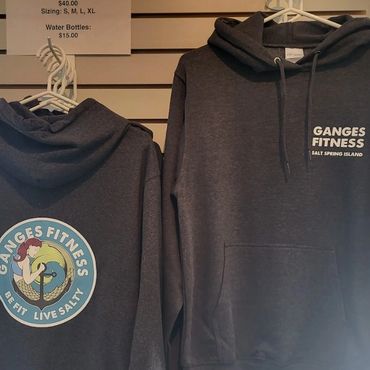 $40.00
Sizing: S, M, L, XL
Water Bottles:
$15.00
GANGES
FITNESS
SALT SPRING ISLAND
GANGES FITNESS
BE FIT LIVE SALTY